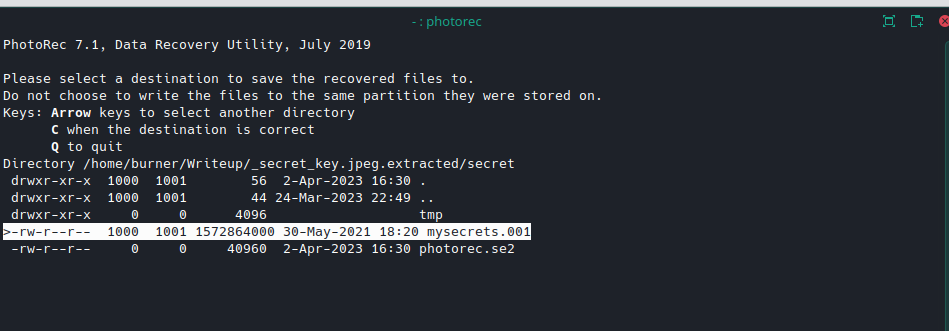 - : photorec
PhotoRec 7.1, Data Recovery Utility, July 2019
Please select a destination to save the recovered files to.
Do not choose to write the files to the same partition they were stored on.
Keys: Arrow keys to select another directory
C when the destination is correct
Q to quit
Directory /home/burner/Writeup/_secret_key.jpeg.extracted/secret
drwxr-xr-x  1000  1001        56  2-Apr-2023 16:30 .
drwxr-xr-x  1000  1001        44 24-Mar-2023 22:49 ..
drwxr-xr-x     0     0      4096                   tmp
>-rw-r--r--  1000  1001 1572864000 30-May-2021 18:20 mysecrets.001
-rw-r--r--     0     0     40960  2-Apr-2023 16:30 photorec.se2